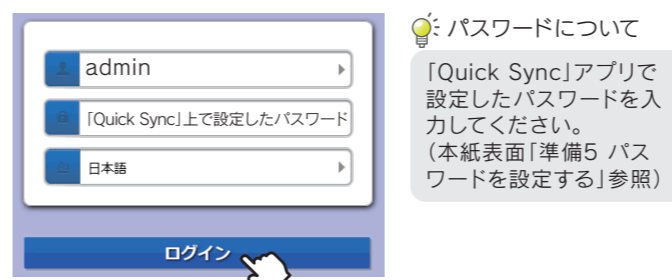 admin
「Quick Sync」上で設定したパスワード
日本語
ログイン
パスワードについて
「Quick Sync」アプリで
設定したパスワードを入
力してください。
(本紙表面「準備5 パス
ワードを設定する」参照)